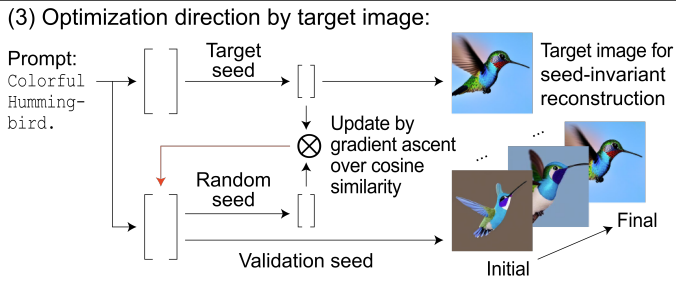 (3) Optimization direction by target image:
Prompt:
Colorful
Humming-
bird.
Target
seed
Target image for
seed-invariant
reconstruction
Update by
gradient ascent
over cosine
similarity
Random
seed
...
...
Validation seed
Initial
Final